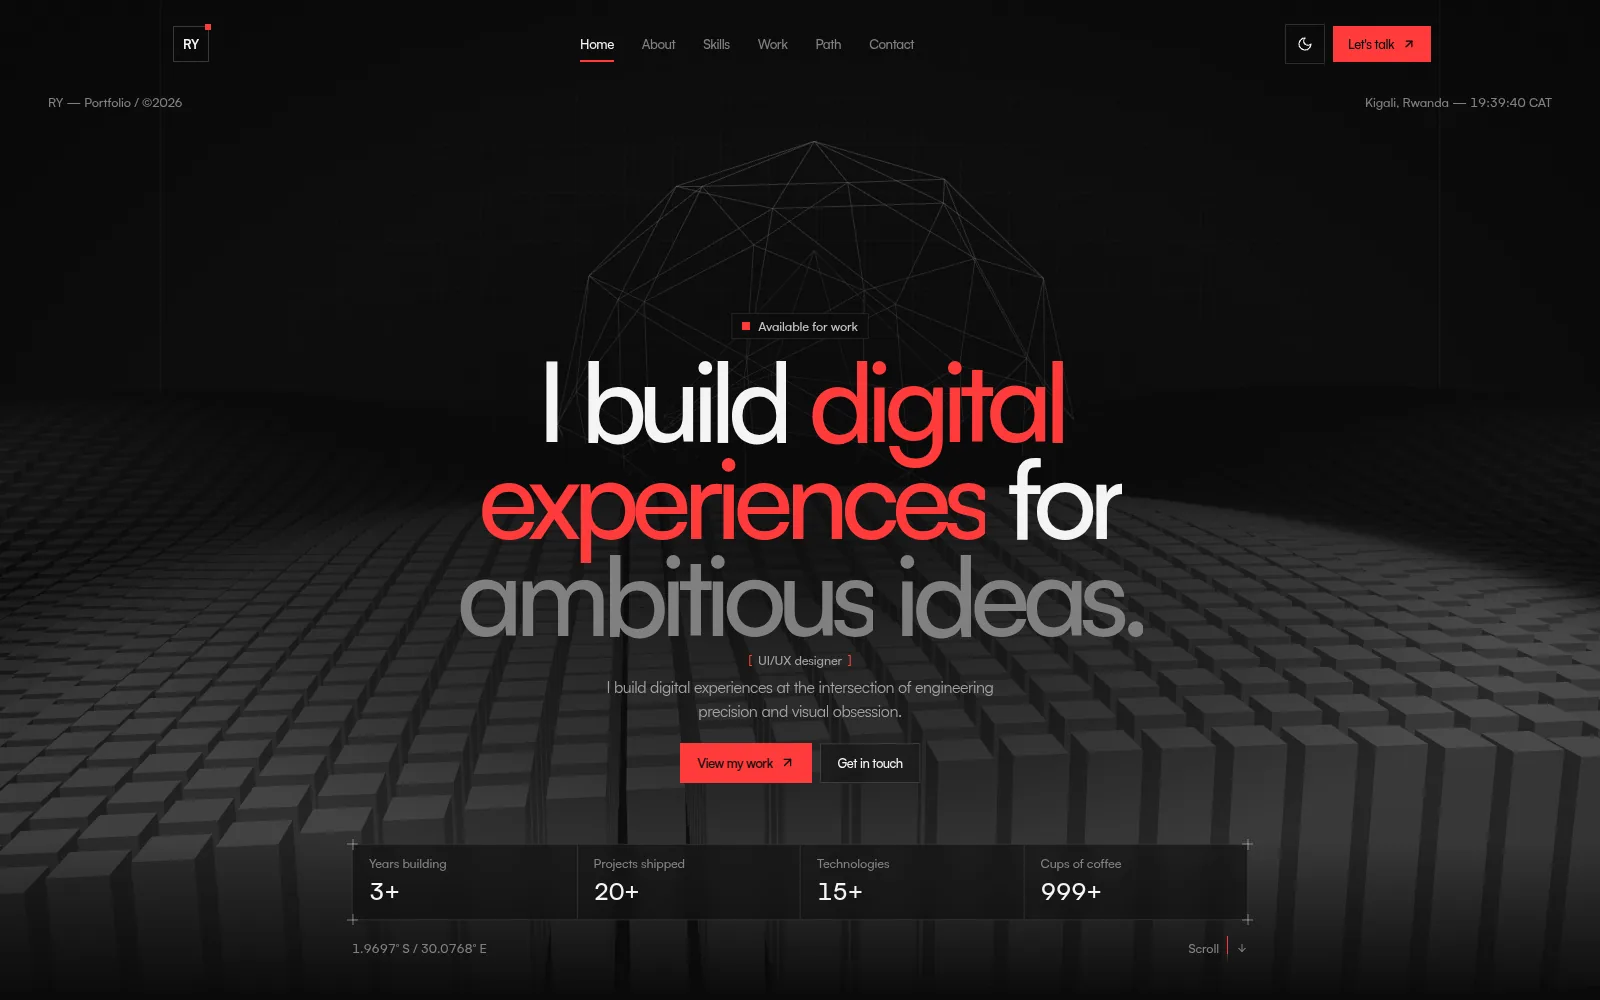 RY
Home
About
Skills
Work
Path
Contact
Let's talk
RY — Portfolio / ©2026
Kigali, Rwanda — 19:39:40 CAT
Available for work
I build digital
experiences for
ambitious ideas.
[ UI/UX designer ]
I build digital experiences at the intersection of engineering
precision and visual obsession.
View my work
Get in touch
Years building
3+
Projects shipped
20+
Technologies
15+
Cups of coffee
999+
1.9697° S / 30.0768° E
Scroll